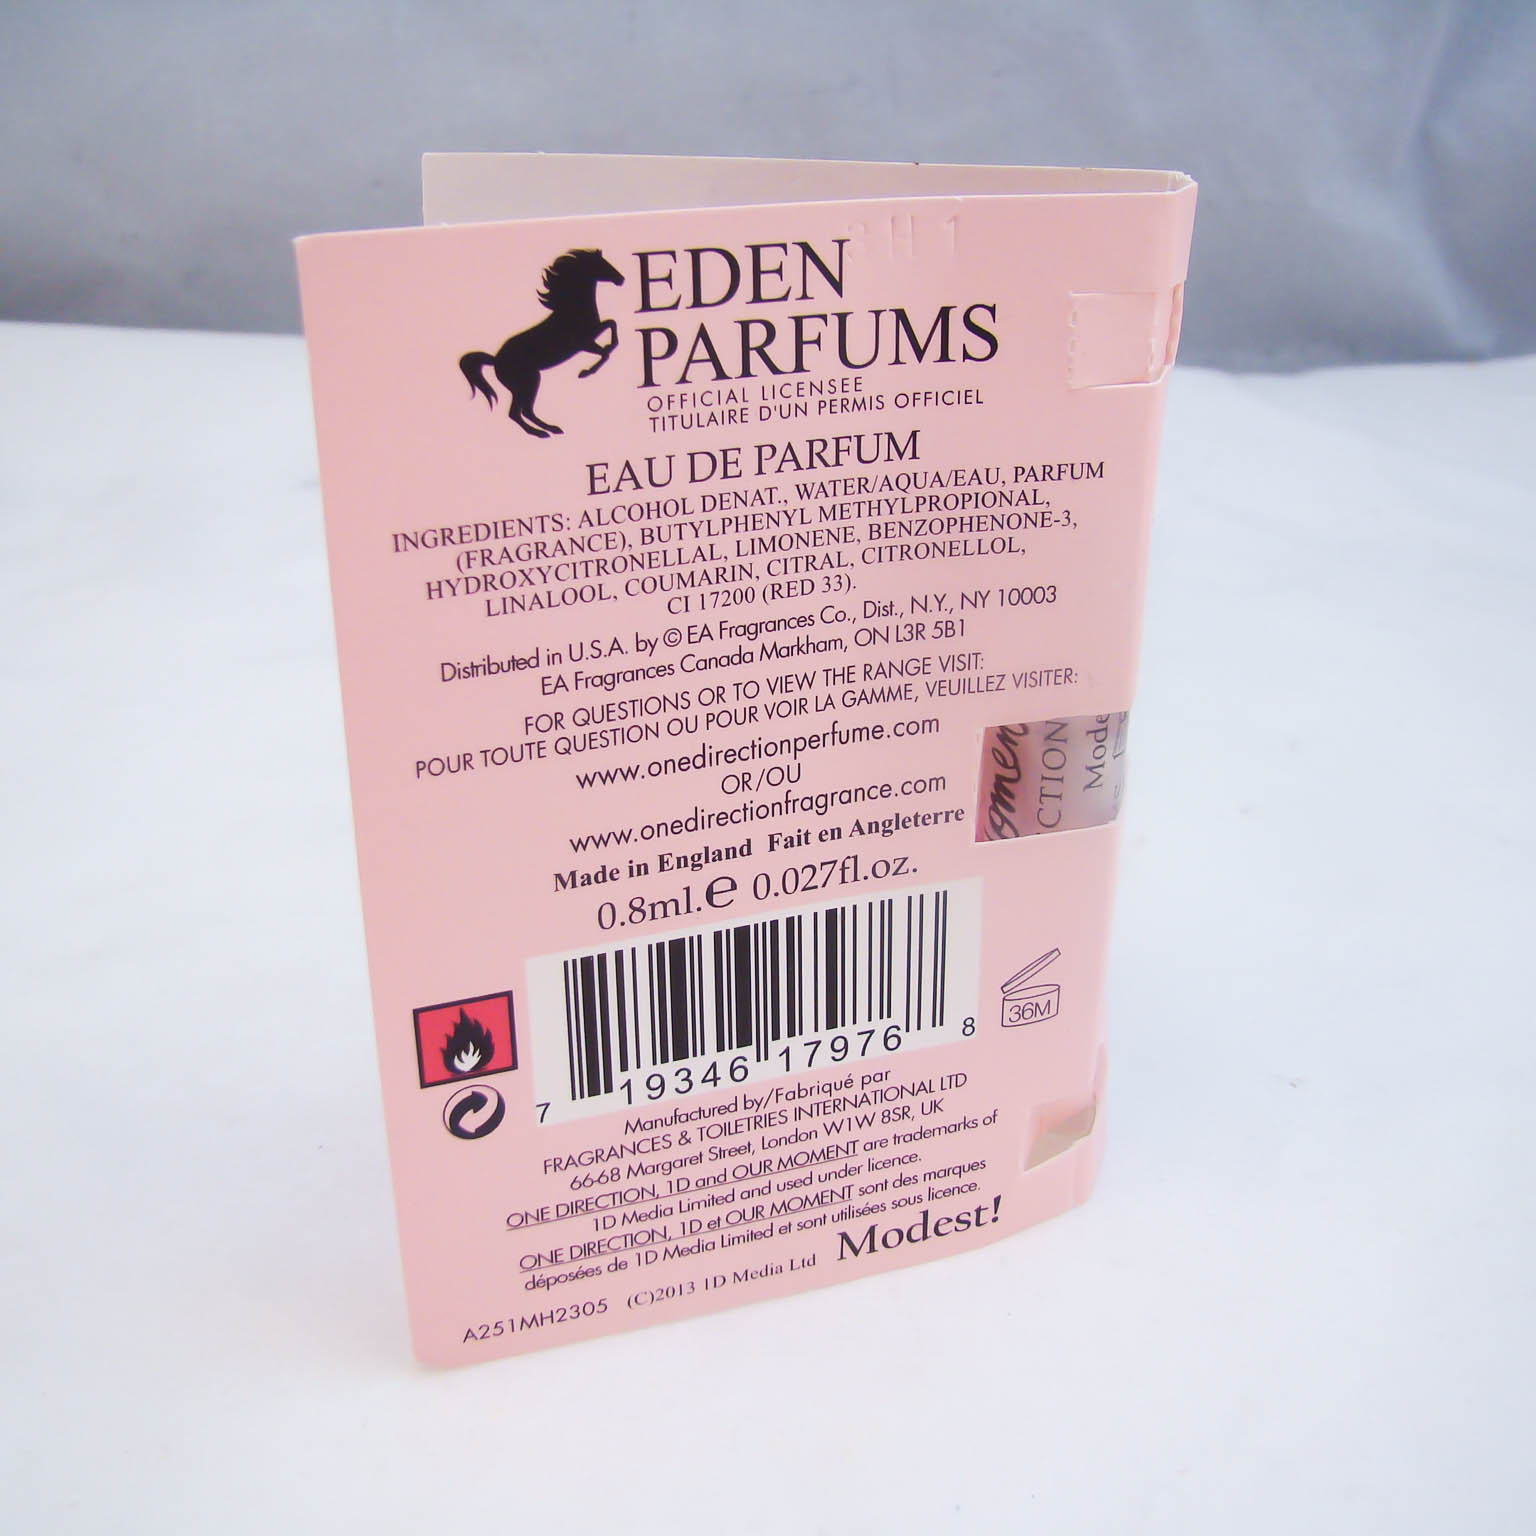 EDEN
PARFUMS
OFFICIAL LICENSEE
TITULAIRE D'UN PERMIS OFFICIEL
EAU DE PARFUM
INGREDIENTS: ALCOHOL DENAT., WATER/AQUA/EAU, PARFUM
(FRAGRANCE), BUTYLPHENYL METHYLPROPIONAL,
HYDROXYCITRONELLAL, LIMONENE, BENZOPHENONE-3,
LINALOOL, COUMARIN, CITRAL, CITRONELLOL,
CI 17200 (RED 33).
Distributed in U.S.A. by © EA Fragrances Co., Dist., N.Y., NY 10003
EA Fragrances Canada Markham, ON L3R 5B1
FOR QUESTIONS OR TO VIEW THE RANGE VISIT:
POUR TOUTE QUESTION OU POUR VOIR LA GAMME, VEUILLEZ VISITER:
www.onedirectionperfume.com
OR/OU
www.onedirectionfragrance.com
Made in England Fait en Angleterre
0.8ml.e 0.027fl.oz.
7 19346 17976 8
36M
Manufactured by/Fabriqué par
FRAGRANCES & TOILETRIES INTERNATIONAL LTD
66-68 Margaret Street, London W1W 8SR, UK
ONE DIRECTION, 1D and OUR MOMENT are trademarks of
1D Media Limited and used under licence.
ONE DIRECTION, 1D et OUR MOMENT sont des marques
déposées de 1D Media Limited et sont utilisées sous licence.
A251MH2305 (C)2013 1D Media Ltd Modest!
oment
CTION
Mode